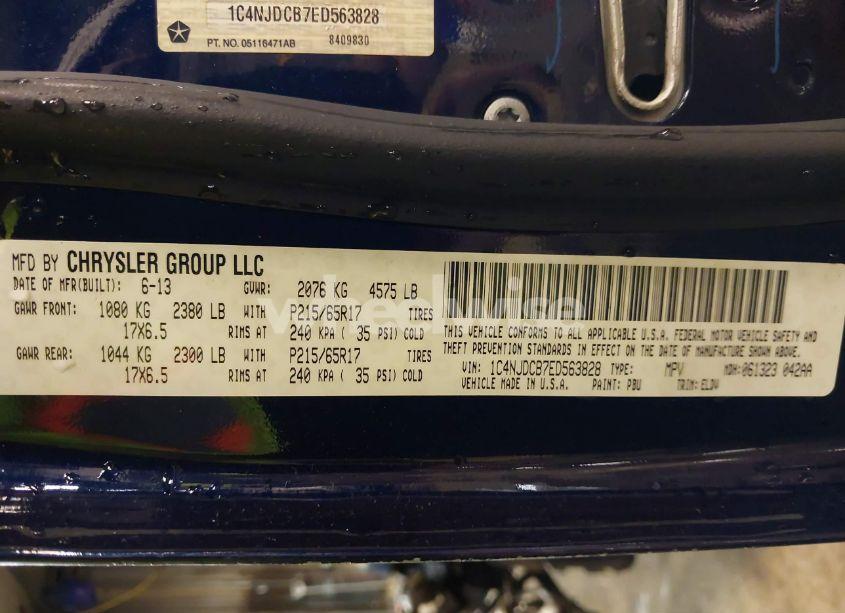 1C4NJDCB7ED563828
PT. NO. 05116471AB 8409830
MFD BY CHRYSLER GROUP LLC
DATE OF MFR(BUILT): 6-13 GVWR: 2076 KG 4575 LB
GAWR FRONT: 1080 KG 2380 LB WITH P215/65R17 TIRES
17X6.5 RIMS AT 240 KPA ( 35 PSI) COLD
GAWR REAR: 1044 KG 2300 LB WITH P215/65R17 TIRES
17X6.5 RIMS AT 240 KPA ( 35 PSI) COLD
THIS VEHICLE CONFORMS TO ALL APPLICABLE U.S.A. FEDERAL MOTOR VEHICLE SAFETY AND
THEFT PREVENTION STANDARDS IN EFFECT ON THE DATE OF MANUFACTURE SHOWN ABOVE.
VIN: 1C4NJDCB7ED563828 TYPE: MPV MDH: 061323 042AA
VEHICLE MADE IN U.S.A. PAINT: PBU TRIM: ELDV
wheelwise